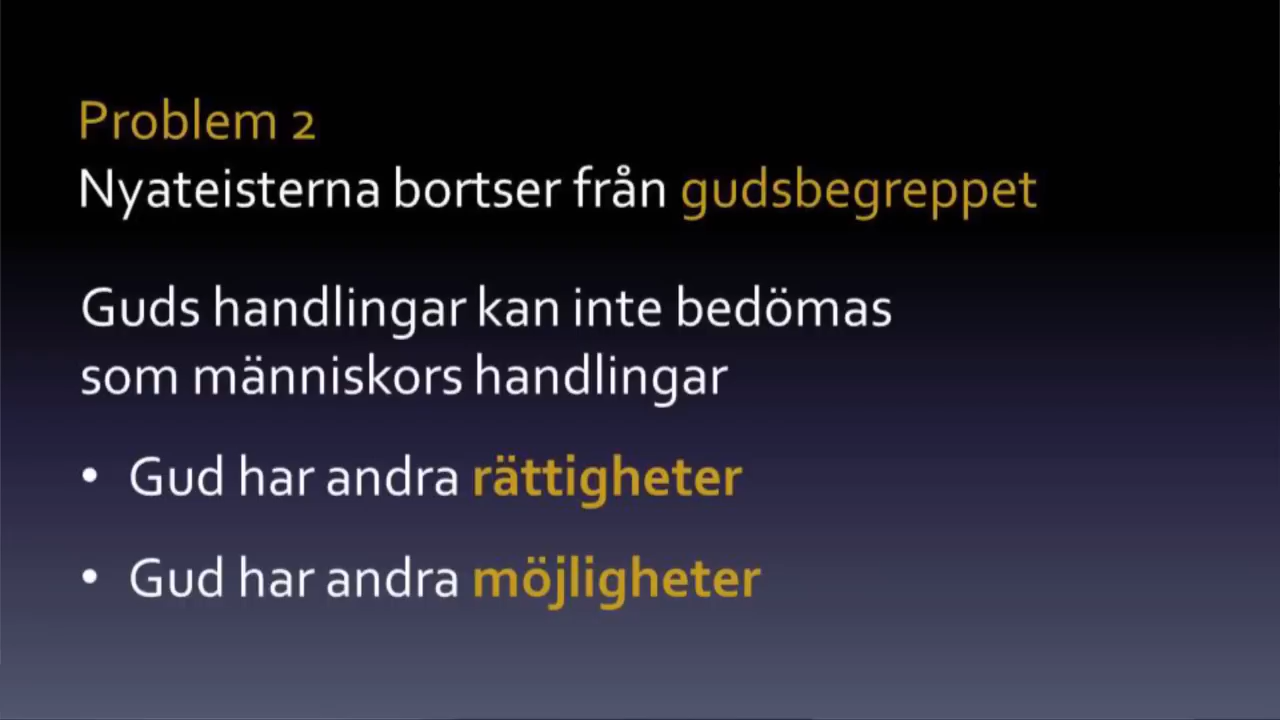 Problem 2
Nyateisterna bortser från gudsbegreppet
Guds handlingar kan inte bedömas
som människors handlingar
• Gud har andra rättigheter
• Gud har andra möjligheter